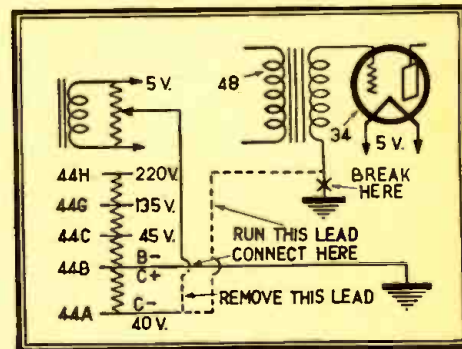 5 V.
48
34
5 V.
BREAK
HERE
44H 220V.
44G 135 V.
44C 45 V.
44B B-
C+
44A C-
40 V.
RUN THIS LEAD
CONNECT HERE
REMOVE THIS LEAD